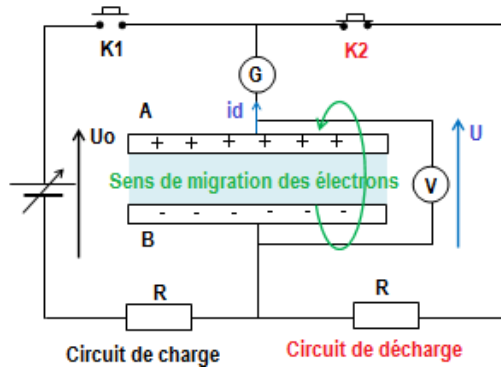 K1
K2
G
A
id
Uo
U
+ + + + + +
Sens de migration des électrons
V
- - - - - -
B
R
R
Circuit de charge
Circuit de décharge